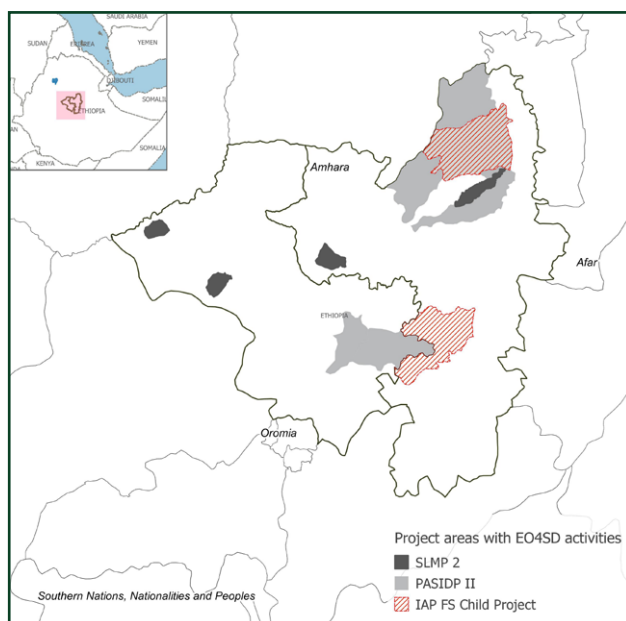 SAUDI ARABIA
SUDAN
ERITREA
YEMEN
DJIBOUTI
SOMALI
ETHIOPIA
SOMALIA
KENYA
Amhara
Afar
ETHIOPIA
Oromia
Project areas with EO4SD activities
SLMP 2
PASIDP II
IAP FS Child Project
Southern Nations, Nationalities and Peoples